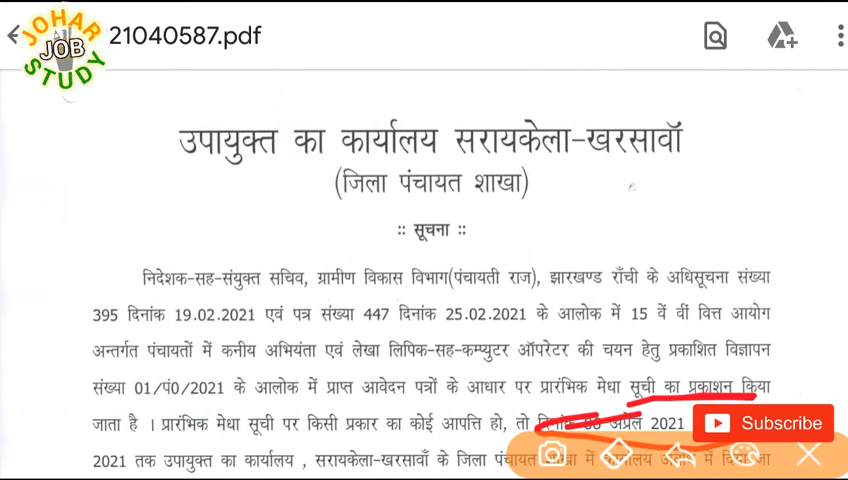 JOHAR
JOB
STUDY
21040587.pdf
उपायुक्त का कार्यालय सरायकेला-खरसावाँ
(जिला पंचायत शाखा)
:: सूचना ::
निदेशक-सह-संयुक्त सचिव, ग्रामीण विकास विभाग(पंचायती राज), झारखण्ड राँची के अधिसूचना संख्या
395 दिनांक 19.02.2021 एवं पत्र संख्या 447 दिनांक 25.02.2021 के आलोक में 15 वें वीं वित्त आयोग
अन्तर्गत पंचायतों में कनीय अभियंता एवं लेखा लिपिक-सह-कम्प्युटर ऑपरेटर की चयन हेतु प्रकाशित विज्ञापन
संख्या 01/पं0/2021 के आलोक में प्राप्त आवेदन पत्रों के आधार पर प्रारंभिक मेधा सूची का प्रकाशन किया
जाता है । प्रारंभिक मेधा सूची पर किसी प्रकार का कोई आपत्ति हो, तो अप्रैल 2021
Subscribe
2021 तक उपायुक्त का कार्यालय , सरायकेला-खरसावाँ के जिला पंचायत शाखा में कार्यालय में जा